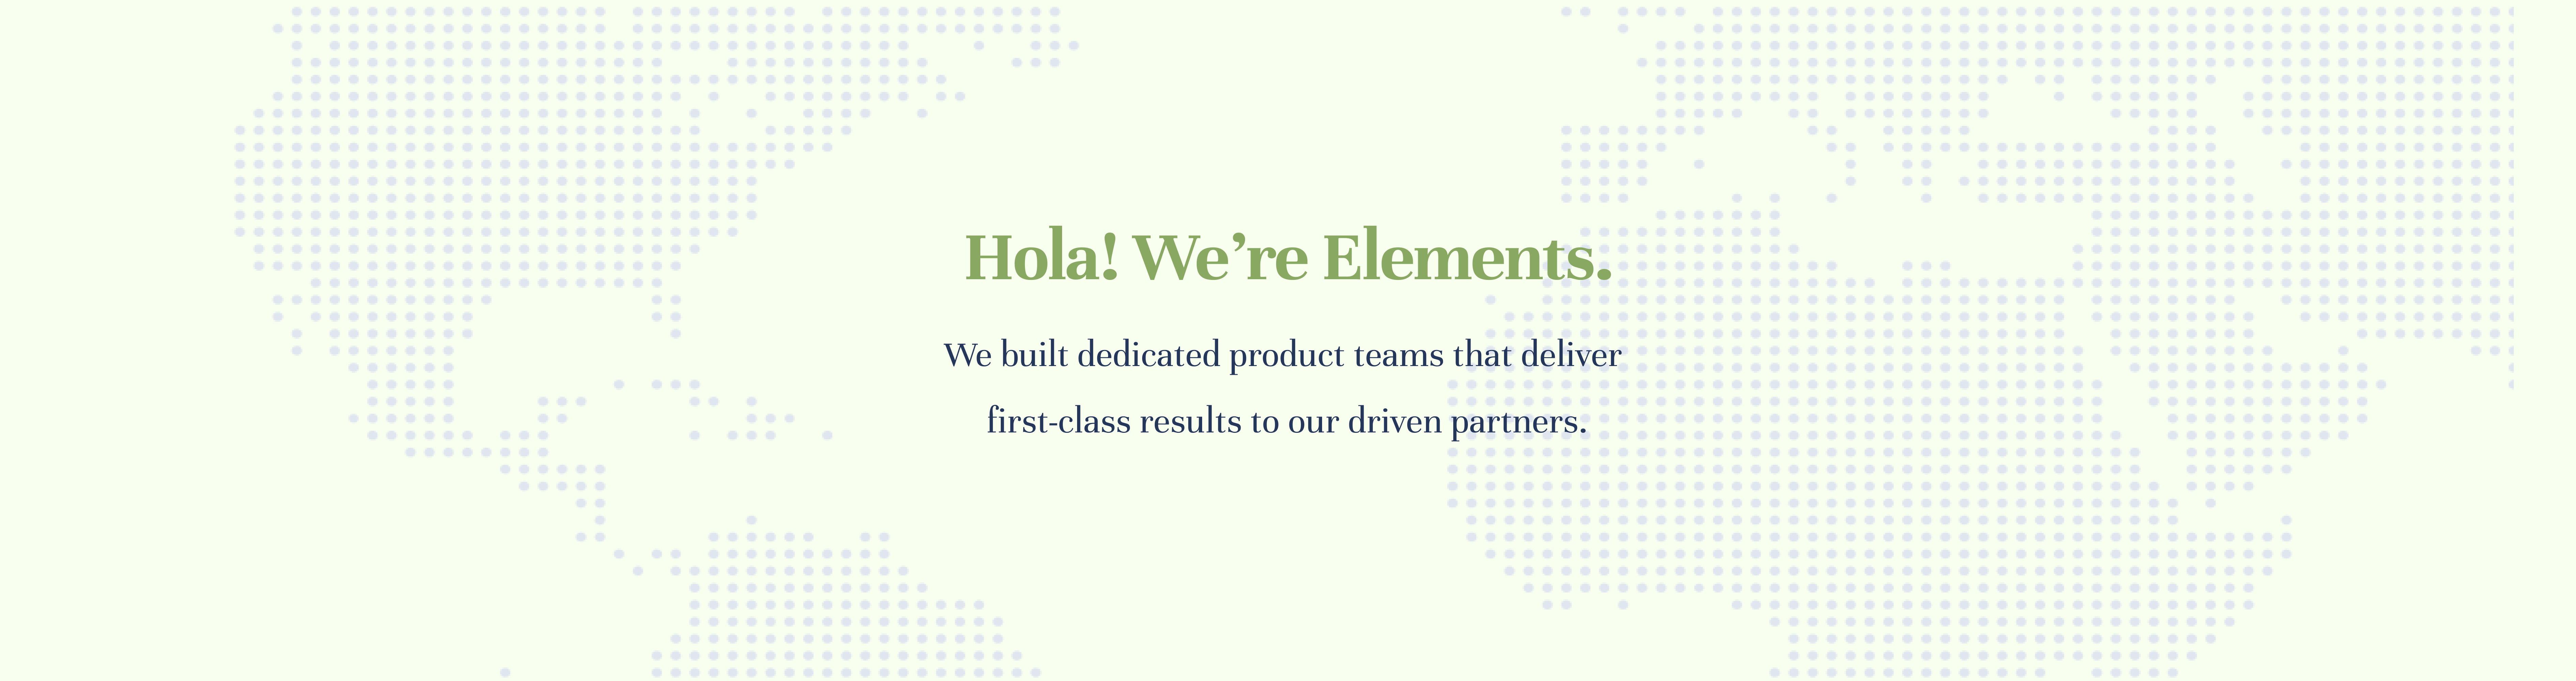 Hola! We’re Elements.
We built dedicated product teams that deliver
first-class results to our driven partners.